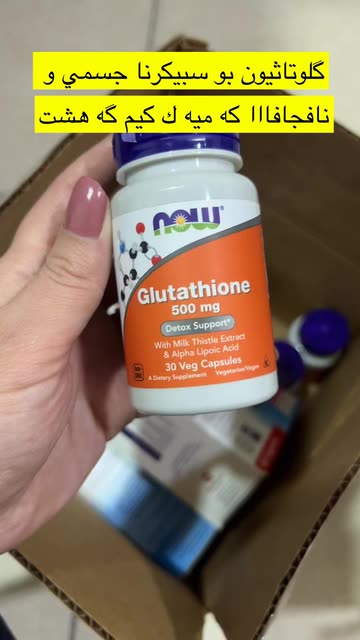 گلوتاثيون بو سبيكرنا جسمي و
نافجافااا كه ميه ك كيم گه هشت
NOW
Glutathione
500 mg
Detox Support*
With Milk Thistle Extract
& Alpha Lipoic Acid
30 Veg Capsules
A Dietary Supplement Vegetarian/Vegan